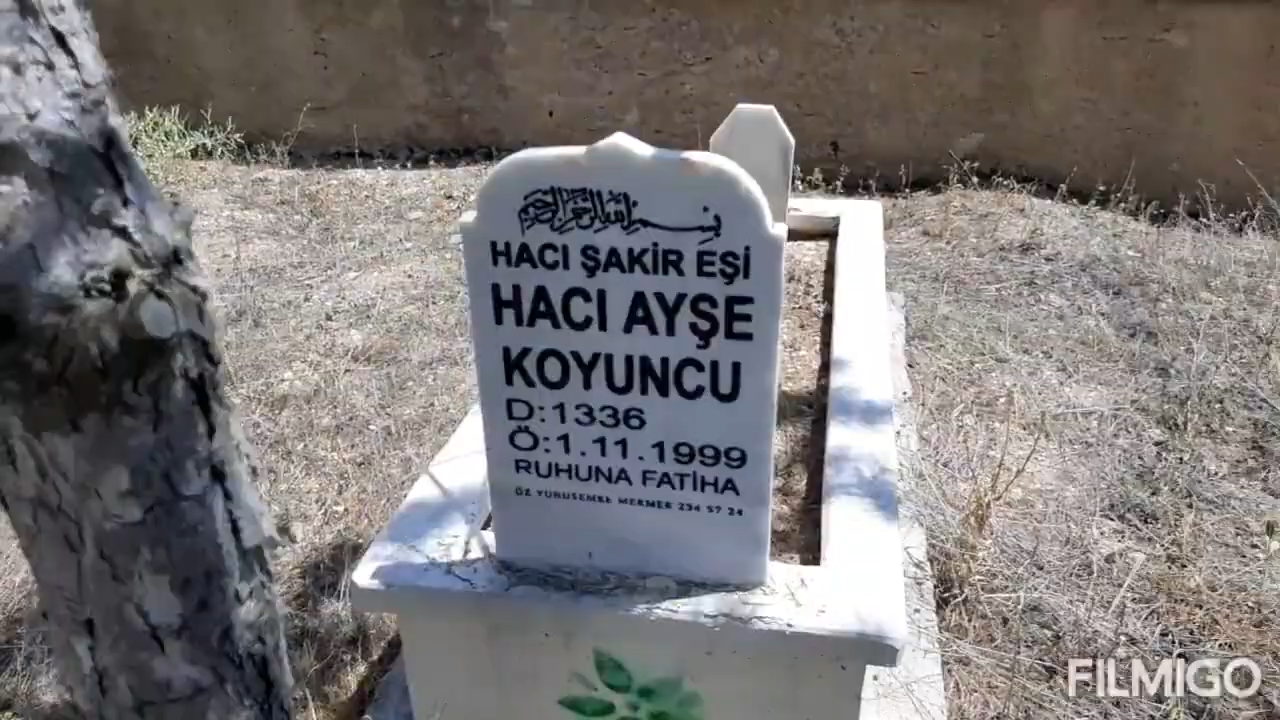 بسم الله الرحمن الرحيم
HACI ŞAKİR EŞİ
HACI AYŞE
KOYUNCU
D:1336
Ö:1.11.1999
RUHUNA FATİHA
ÖZ YUNUSEMRE MERMER 234 57 24
FILMIGO